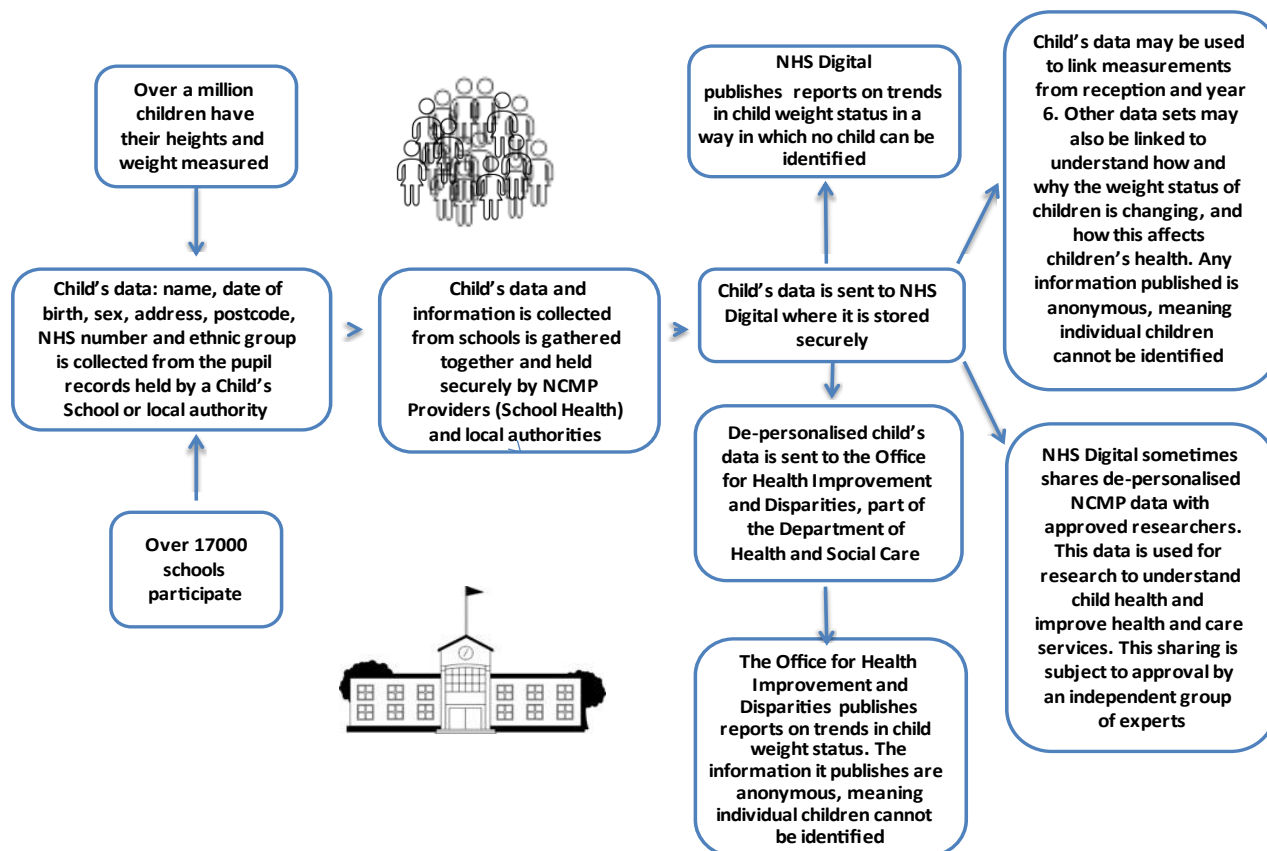 Over a million
children have
their heights and
weight measured
Child's data: name, date of
birth, sex, address, postcode,
NHS number and ethnic group
is collected from the pupil
records held by a Child's
School or local authority
Over 17000
schools
participate
Child's data and
information is collected
from schools is gathered
together and held
securely by NCMP
Providers (School Health)
and local authorities
NHS Digital
publishes reports on trends
in child weight status in a
way in which no child can be
identified
Child's data is sent to NHS
Digital where it is stored
securely
De-personalised child's
data is sent to the Office
for Health Improvement
and Disparities, part of
the Department of
Health and Social Care
The Office for Health
Improvement and
Disparities publishes
reports on trends in child
weight status. The
information it publishes are
anonymous, meaning
individual children cannot
be identified
Child's data may be used
to link measurements
from reception and year
6. Other data sets may
also be linked to
understand how and
why the weight status of
children is changing, and
how this affects
children's health. Any
information published is
anonymous, meaning
individual children
cannot be identified
NHS Digital sometimes
shares de-personalised
NCMP data with
approved researchers.
This data is used for
research to understand
child health and
improve health and care
services. This sharing is
subject to approval by
an independent group
of experts